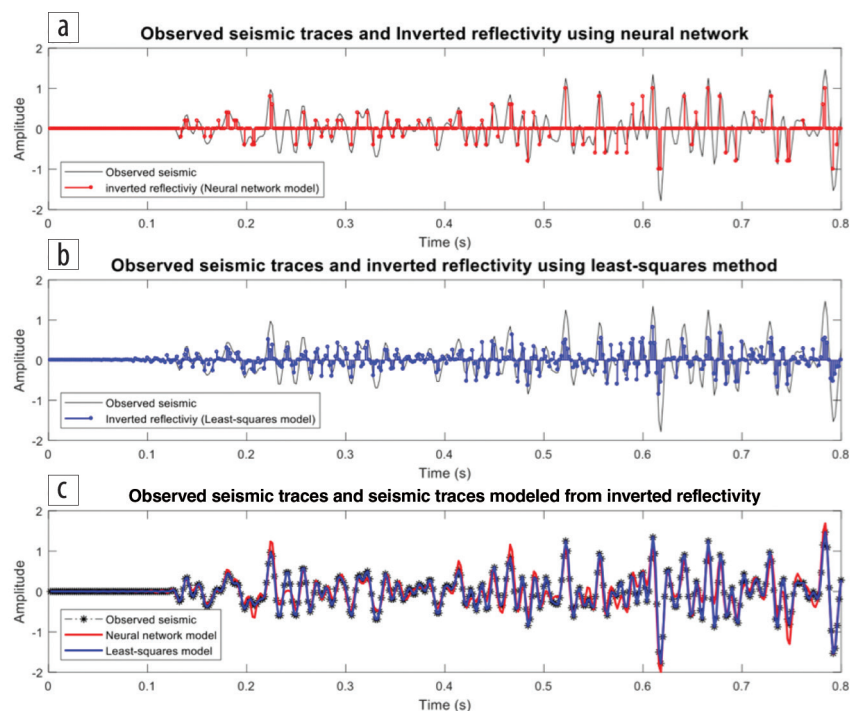 a
Observed seismic traces and Inverted reflectivity using neural network
2
1
0
-1
-2
Amplitude
Observed seismic
inverted reflectiviy (Neural network model)
0 0.1 0.2 0.3 0.4 0.5 0.6 0.7 0.8
Time (s)
b
Observed seismic traces and inverted reflectivity using least-squares method
2
1
0
-1
-2
Amplitude
Observed seismic
Inverted reflectiviy (Least-squares model)
0 0.1 0.2 0.3 0.4 0.5 0.6 0.7 0.8
Time (s)
c
Observed seismic traces and seismic traces modeled from inverted reflectivity
2
1
0
-1
-2
Amplitude
Observed seismic
Neural network model
Least-squares model
0 0.1 0.2 0.3 0.4 0.5 0.6 0.7 0.8
Time (s)